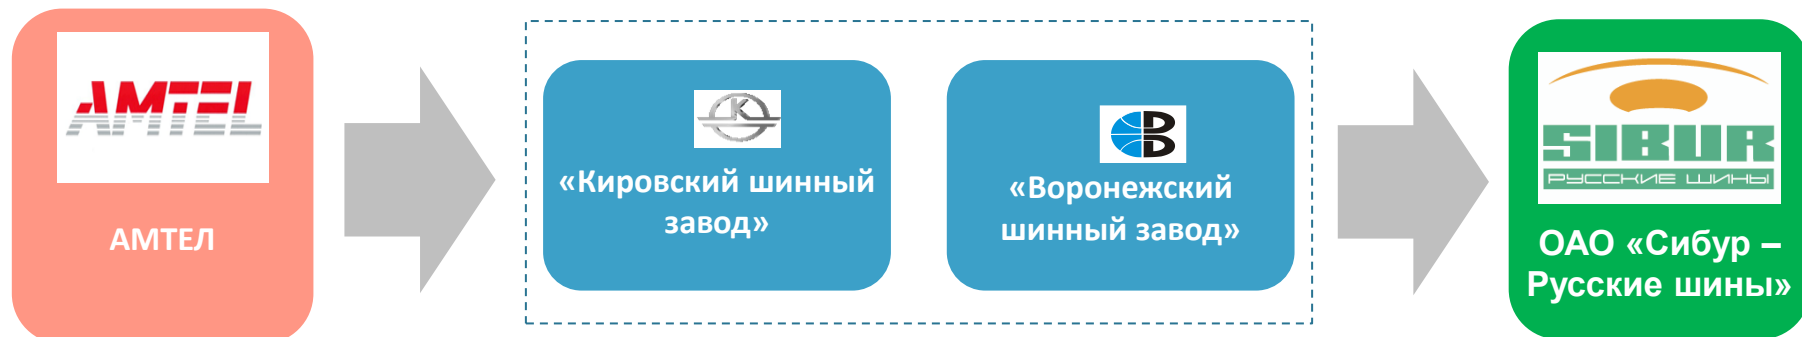 AMTEL
АМТЕЛ
К
«Кировский шинный
завод»
В
«Воронежский
шинный завод»
SIBUR
РУССКИЕ ШИНЫ
ОАО «Сибур –
Русские шины»